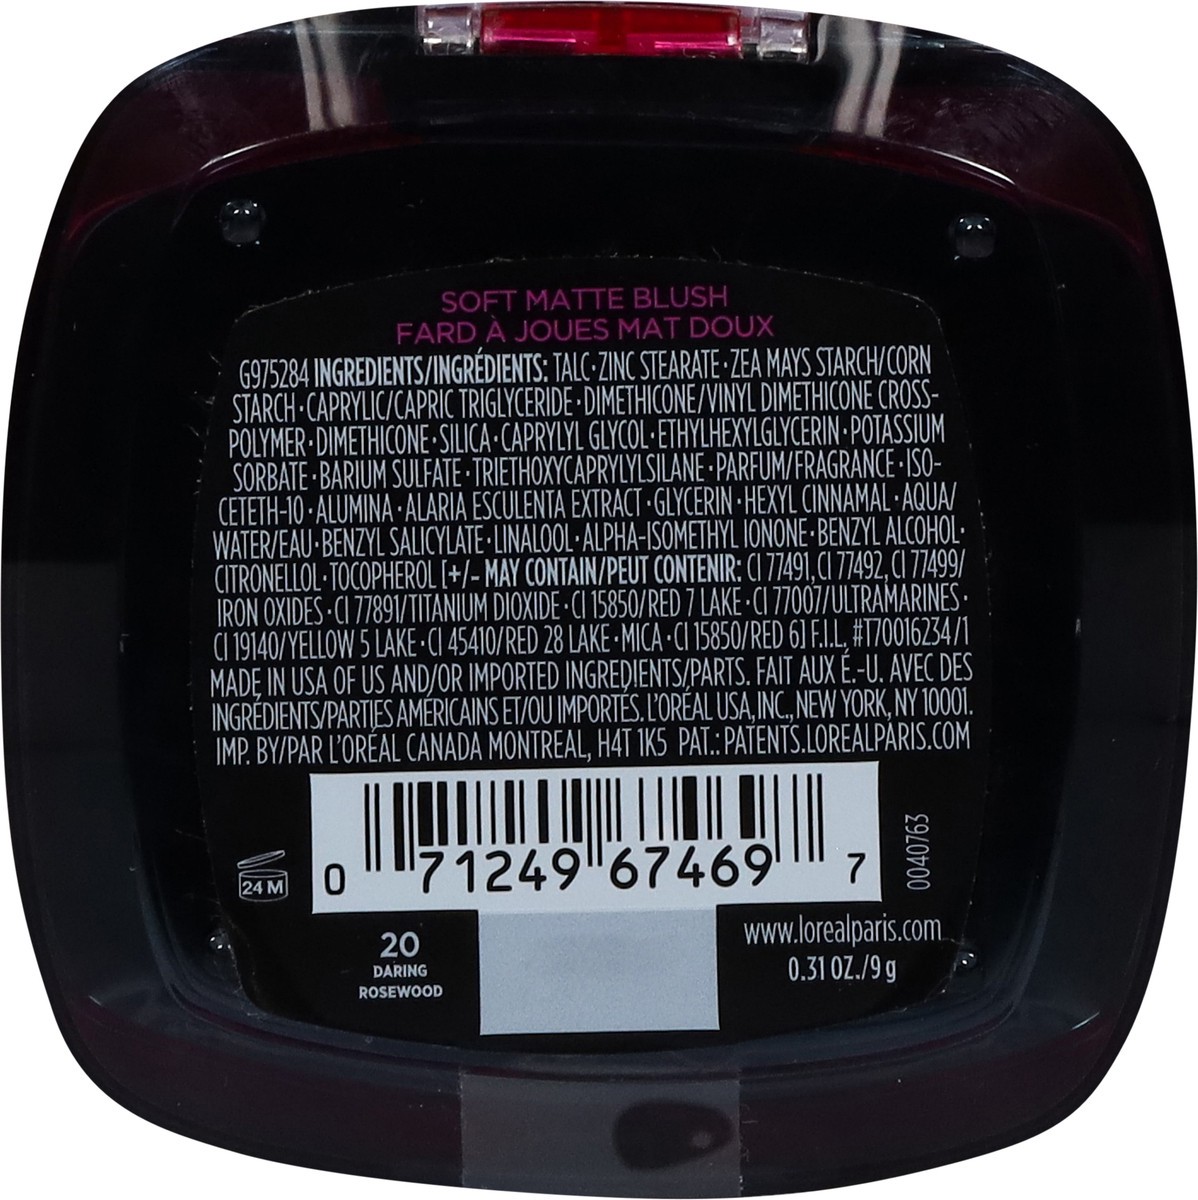 SOFT MATTE BLUSH
FARD À JOUES MAT DOUX
G975284 INGREDIENTS/INGRÉDIENTS: TALC·ZINC STEARATE·ZEA MAYS STARCH/CORN
STARCH·CAPRYLIC/CAPRIC TRIGLYCERIDE·DIMETHICONE/VINYL DIMETHICONE CROSS-
POLYMER·DIMETHICONE·SILICA·CAPRYLYL GLYCOL·ETHYLHEXYLGLYCERIN·POTASSIUM
SORBATE·BARIUM SULFATE·TRIETHOXYCAPRYLYLSILANE·PARFUM/FRAGRANCE·ISO-
CETETH-10·ALUMINA·ALARIA ESCULENTA EXTRACT·GLYCERIN·HEXYL CINNAMAL·AQUA/
WATER/EAU·BENZYL SALICYLATE·LINALOOL·ALPHA-ISOMETHYL IONONE·BENZYL ALCOHOL·
CITRONELLOL·TOCOPHEROL [+/- MAY CONTAIN/PEUT CONTENIR: CI 77491, CI 77492, CI 77499/
IRON OXIDES·CI 77891/TITANIUM DIOXIDE·CI 15850/RED 7 LAKE·CI 77007/ULTRAMARINES·
CI 19140/YELLOW 5 LAKE·CI 45410/RED 28 LAKE·MICA·CI 15850/RED 6] F.I.L. #T70016234/1
MADE IN USA OF US AND/OR IMPORTED INGREDIENTS/PARTS. FAIT AUX É.-U. AVEC DES
INGRÉDIENTS/PARTIES AMERICAINS ET/OU IMPORTÉS. L'ORÉAL USA, INC., NEW YORK, NY 10001.
IMP. BY/PAR L'ORÉAL CANADA MONTREAL, H4T 1K5 PAT.: PATENTS.LOREALPARIS.COM
24 M
0 71249 67469 7
0040763
20
DARING
ROSEWOOD
www.lorealparis.com
0.31 OZ./9 g